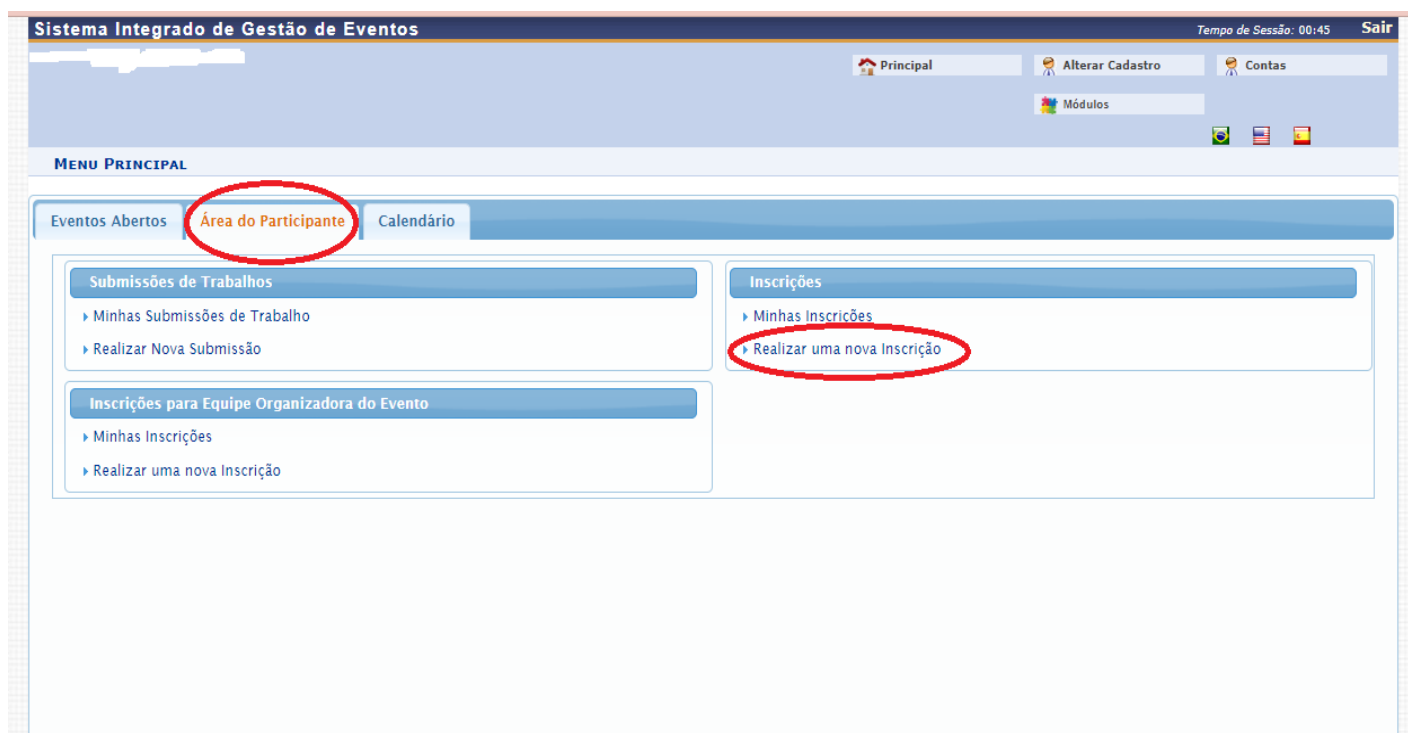 Sistema Integrado de Gestão de Eventos
Tempo de Sessão: 00:45 Sair
Principal Alterar Cadastro Contas
Módulos
MENU PRINCIPAL
Eventos Abertos Área do Participante Calendário
Submissões de Trabalhos
Minhas Submissões de Trabalho
Realizar Nova Submissão
Inscrições
Minhas Inscrições
Realizar uma nova Inscrição
Inscrições para Equipe Organizadora do Evento
Minhas Inscrições
Realizar uma nova Inscrição